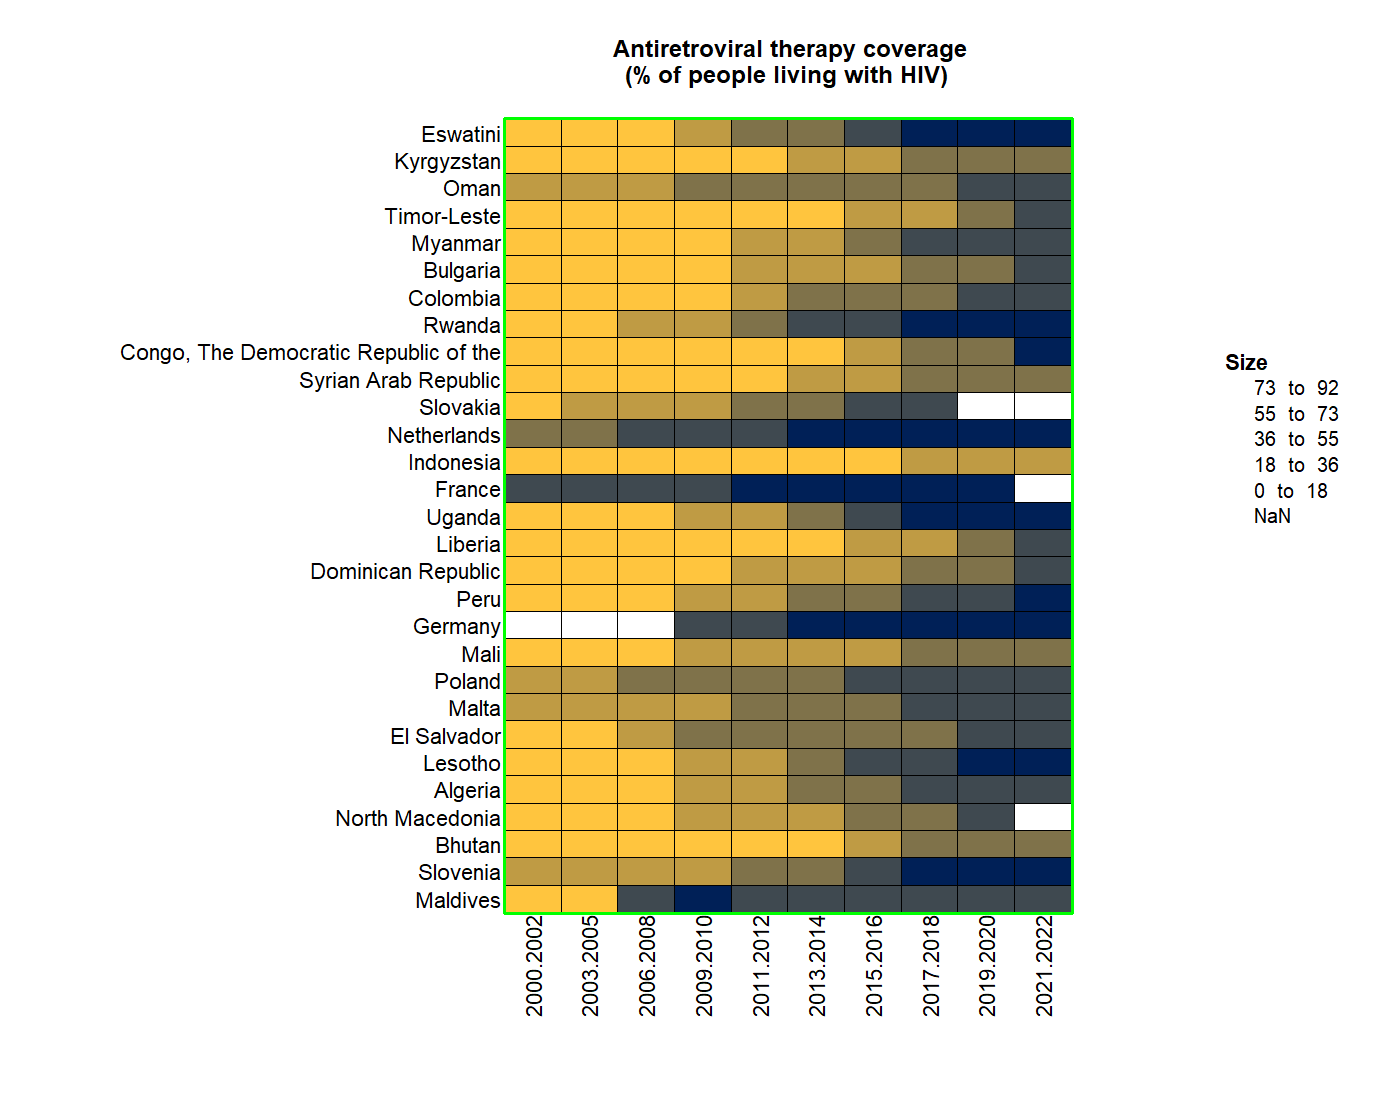 Antiretroviral therapy coverage
(% of people living with HIV)
Eswatini
Kyrgyzstan
Oman
Timor-Leste
Myanmar
Bulgaria
Colombia
Rwanda
Congo, The Democratic Republic of the
Syrian Arab Republic
Slovakia
Netherlands
Indonesia
France
Uganda
Liberia
Dominican Republic
Peru
Germany
Mali
Poland
Malta
El Salvador
Lesotho
Algeria
North Macedonia
Bhutan
Slovenia
Maldives
2000.2002
2003.2005
2006.2008
2009.2010
2011.2012
2013.2014
2015.2016
2017.2018
2019.2020
2021.2022
Size
73 to 92
55 to 73
36 to 55
18 to 36
0 to 18
NaN